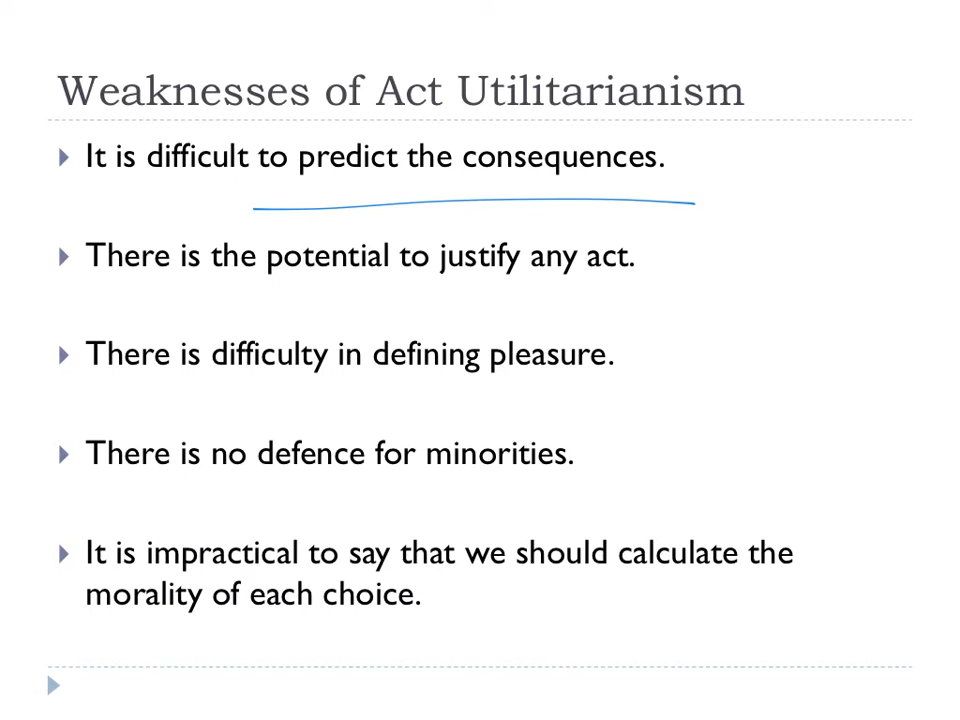 Weaknesses of Act Utilitarianism
It is difficult to predict the consequences.
There is the potential to justify any act.
There is difficulty in defining pleasure.
There is no defence for minorities.
It is impractical to say that we should calculate the
morality of each choice.